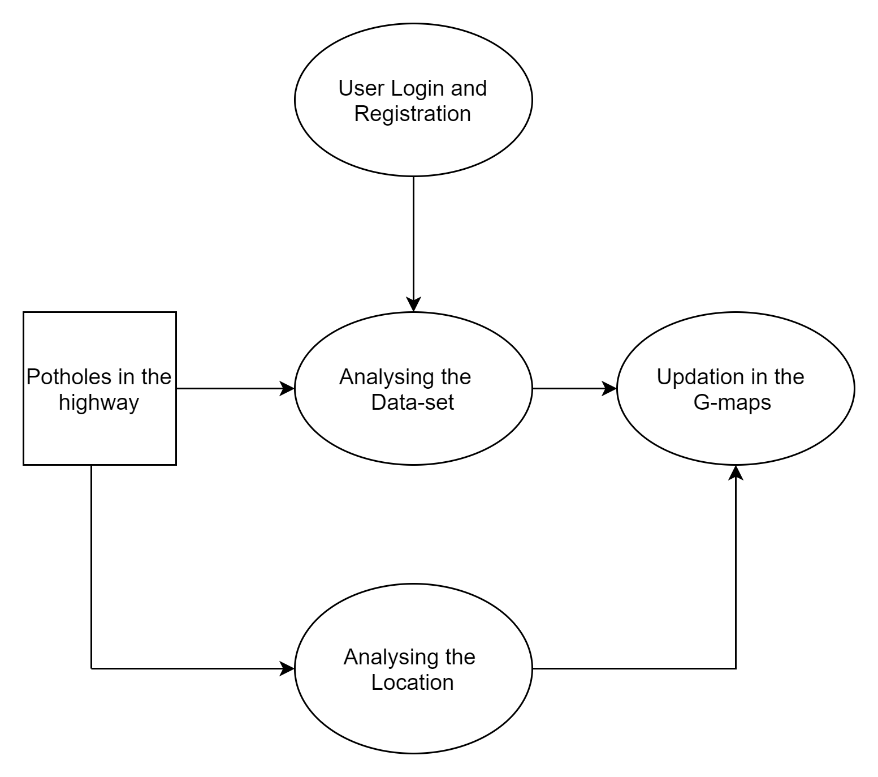 User Login and
Registration
Potholes in the
highway
Analysing the
Data-set
Updation in the
G-maps
Analysing the
Location